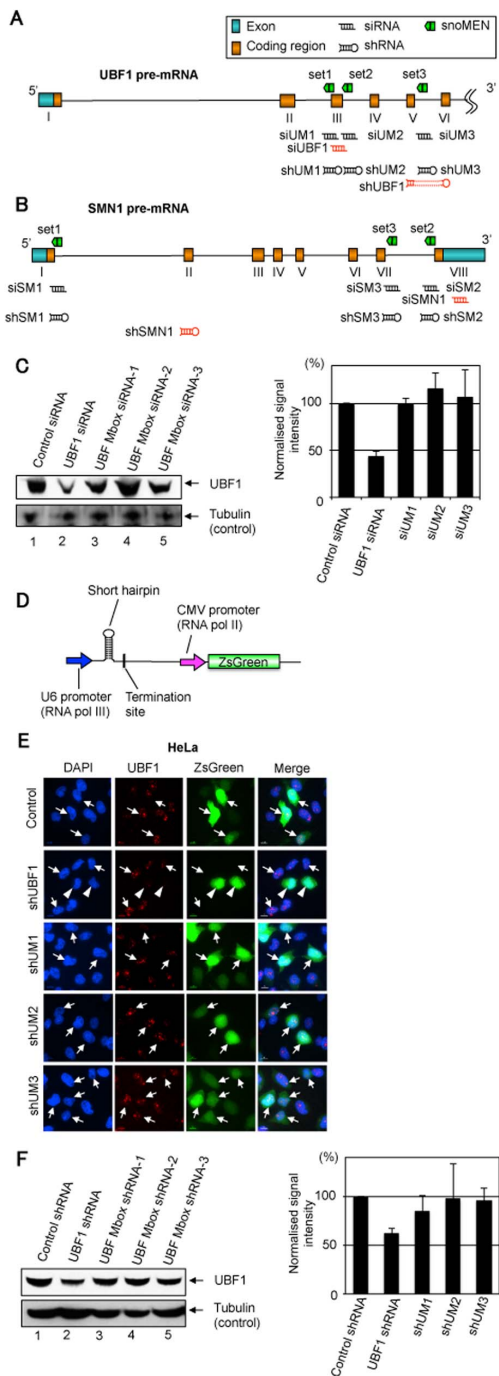 A
Exon
Coding region
siRNA
shRNA
snoMEN
UBF1 pre-mRNA
5'
3'
set1 set2 set3
I II III IV V VI
siUM1 siUM2 siUM3
siUBF1
shUM1 shUM2 shUM3
shUBF1
B
SMN1 pre-mRNA
5'
3'
set1 set3 set2
I II III IV V VI VII VIII
siSM1 siSM3 siSM2
siSMN1
shSM1 shSM3 shSM2
shSMN1
C
Control siRNA
UBF1 siRNA
UBF Mbox siRNA-1
UBF Mbox siRNA-2
UBF Mbox siRNA-3
UBF1
Tubulin
(control)
1 2 3 4 5
(%)
Normalised signal
intensity
100
50
0
Control siRNA
UBF1 siRNA
siUM1
siUM2
siUM3
D
Short hairpin
CMV promoter
(RNA pol II)
ZsGreen
U6 promoter
(RNA pol III)
Termination
site
E
HeLa
DAPI UBF1 ZsGreen Merge
Control
shUBF1
shUM1
shUM2
shUM3
F
Control shRNA
UBF1 shRNA
UBF Mbox shRNA-1
UBF Mbox shRNA-2
UBF Mbox shRNA-3
UBF1
Tubulin
(control)
1 2 3 4 5
(%)
Normalised signal
intensity
100
50
0
Control shRNA
UBF1 shRNA
shUM1
shUM2
shUM3